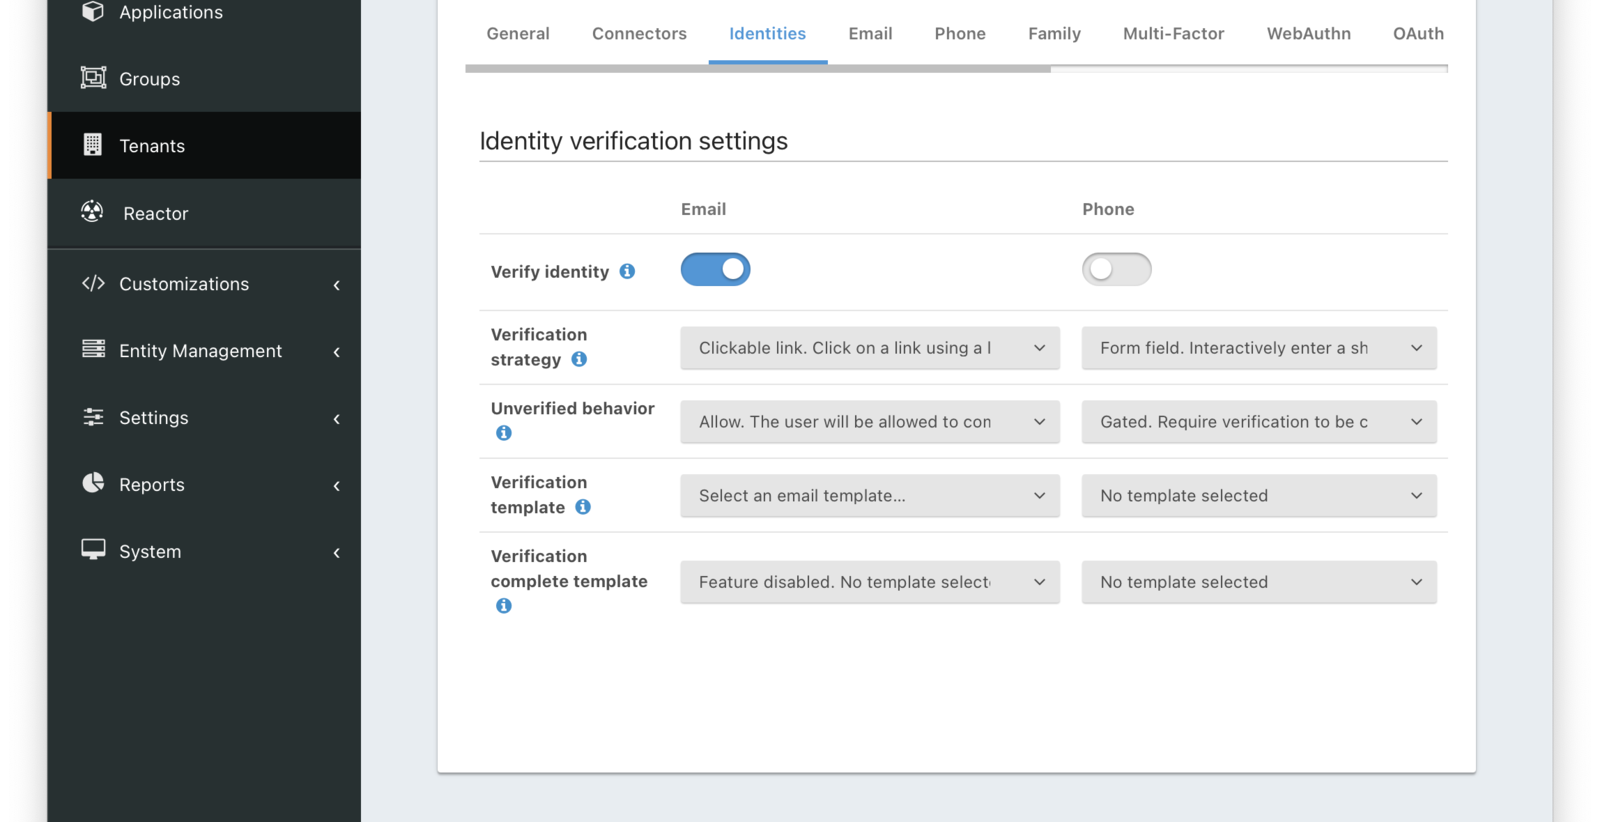 Applications
Groups
Tenants
Reactor
Customizations
Entity Management
Settings
Reports
System
General Connectors Identities Email Phone Family Multi-Factor WebAuthn OAuth
Identity verification settings
Email Phone
Verify identity
Verification
strategy
Clickable link. Click on a link using a l
Form field. Interactively enter a sh
Unverified behavior
Allow. The user will be allowed to con
Gated. Require verification to be c
Verification
template
Select an email template...
No template selected
Verification
complete template
Feature disabled. No template select
No template selected